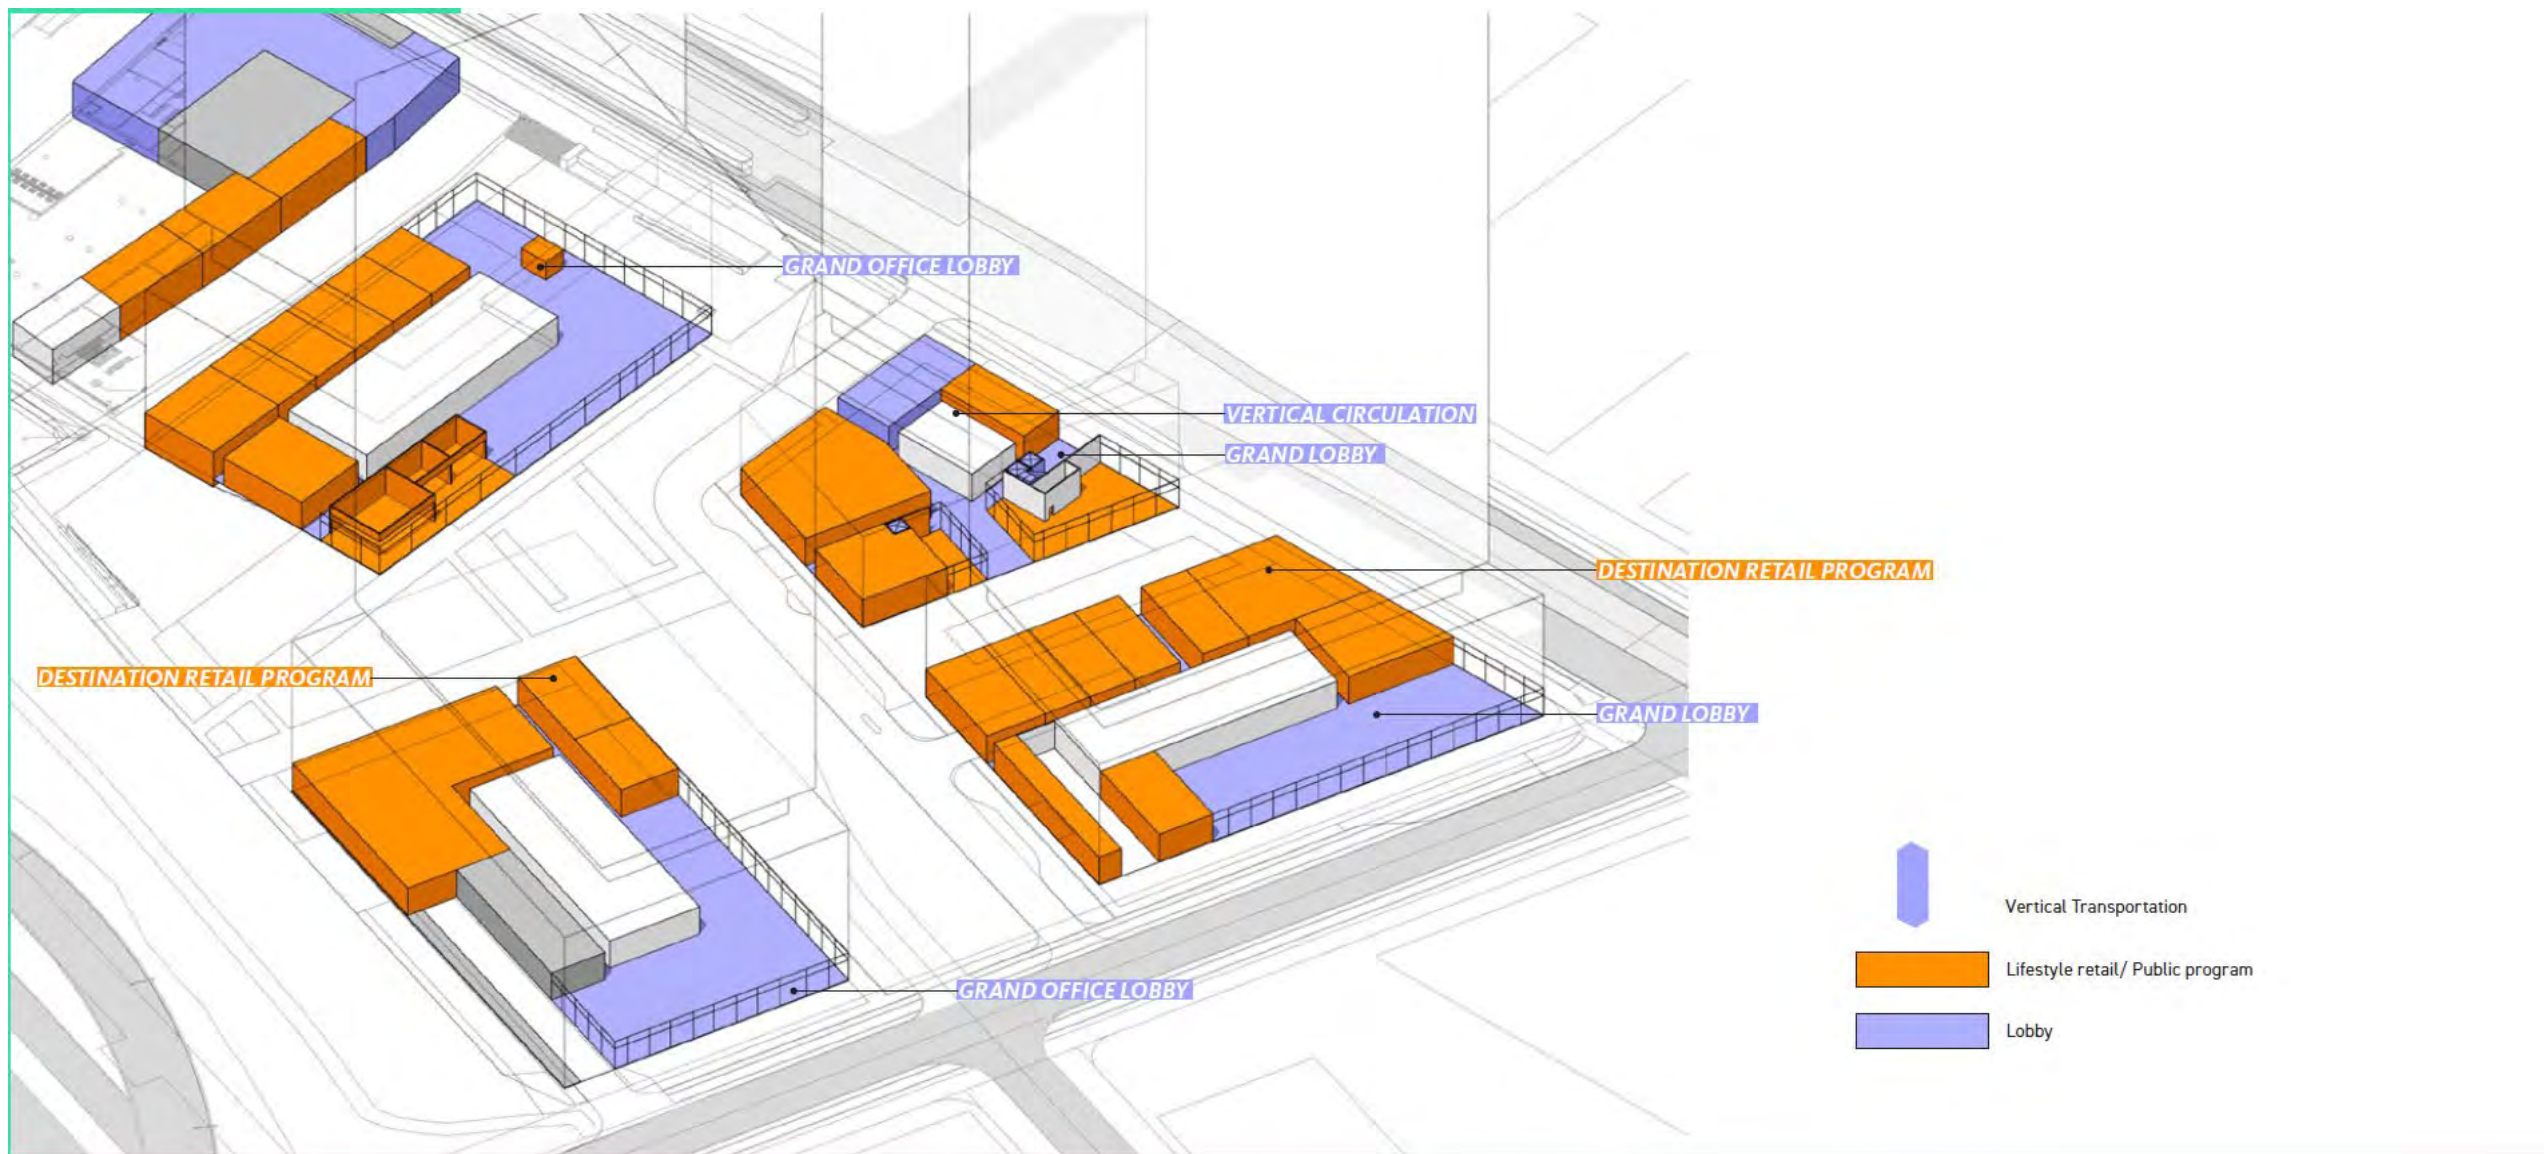 GRAND OFFICE LOBBY
VERTICAL CIRCULATION
GRAND LOBBY
DESTINATION RETAIL PROGRAM
DESTINATION RETAIL PROGRAM
GRAND LOBBY
GRAND OFFICE LOBBY
Vertical Transportation
Lifestyle retail/ Public program
Lobby